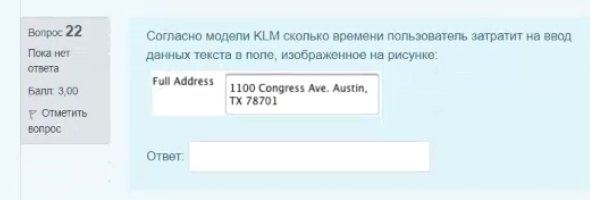 Вопрос 22
Пока нет
ответа
Балл: 3,00
Отметить
вопрос
Согласно модели KLM сколько времени пользователь затратит на ввод
данных текста в поле, изображенное на рисунке:
Full Address
1100 Congress Ave. Austin,
TX 78701
Ответ: